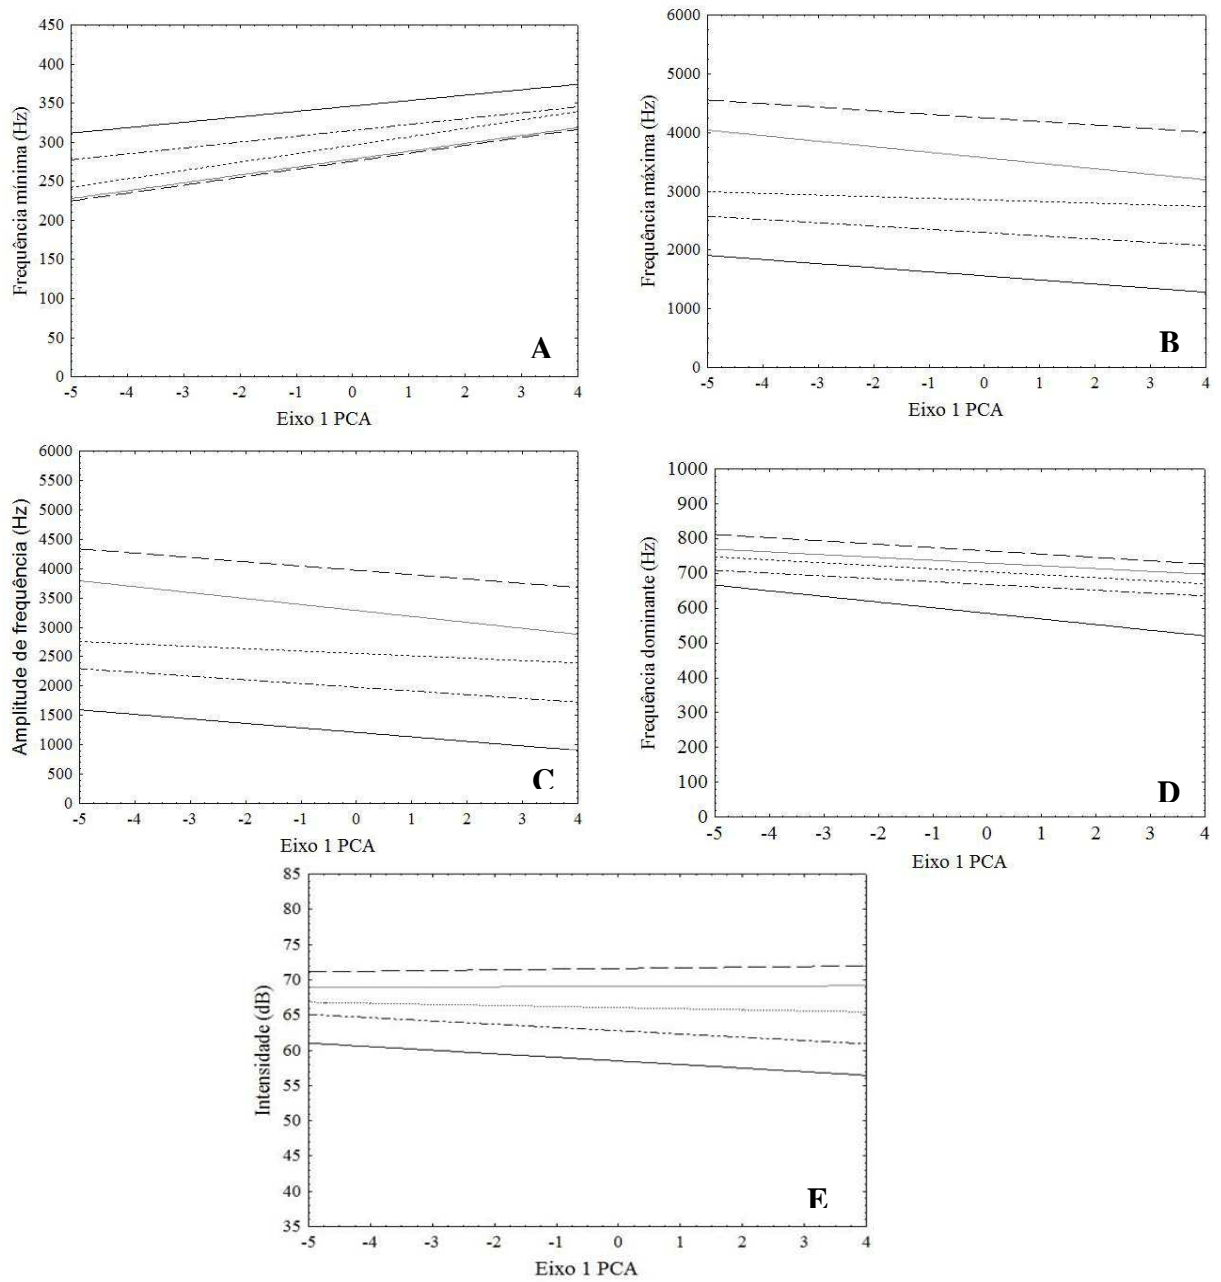 450
400
350
300
250
200
150
100
50
0
Frequência mínima (Hz)
-5 -4 -3 -2 -1 0 1 2 3 4
Eixo 1 PCA
A
6000
5000
4000
3000
2000
1000
0
Frequência máxima (Hz)
-5 -4 -3 -2 -1 0 1 2 3 4
Eixo 1 PCA
B
6000
5500
5000
4500
4000
3500
3000
2500
2000
1500
1000
500
0
Amplitude de frequência (Hz)
-5 -4 -3 -2 -1 0 1 2 3 4
Eixo 1 PCA
C
1000
900
800
700
600
500
400
300
200
100
0
Frequência dominante (Hz)
-5 -4 -3 -2 -1 0 1 2 3 4
Eixo 1 PCA
D
85
80
75
70
65
60
55
50
45
40
35
Intensidade (dB)
-5 -4 -3 -2 -1 0 1 2 3 4
Eixo 1 PCA
E